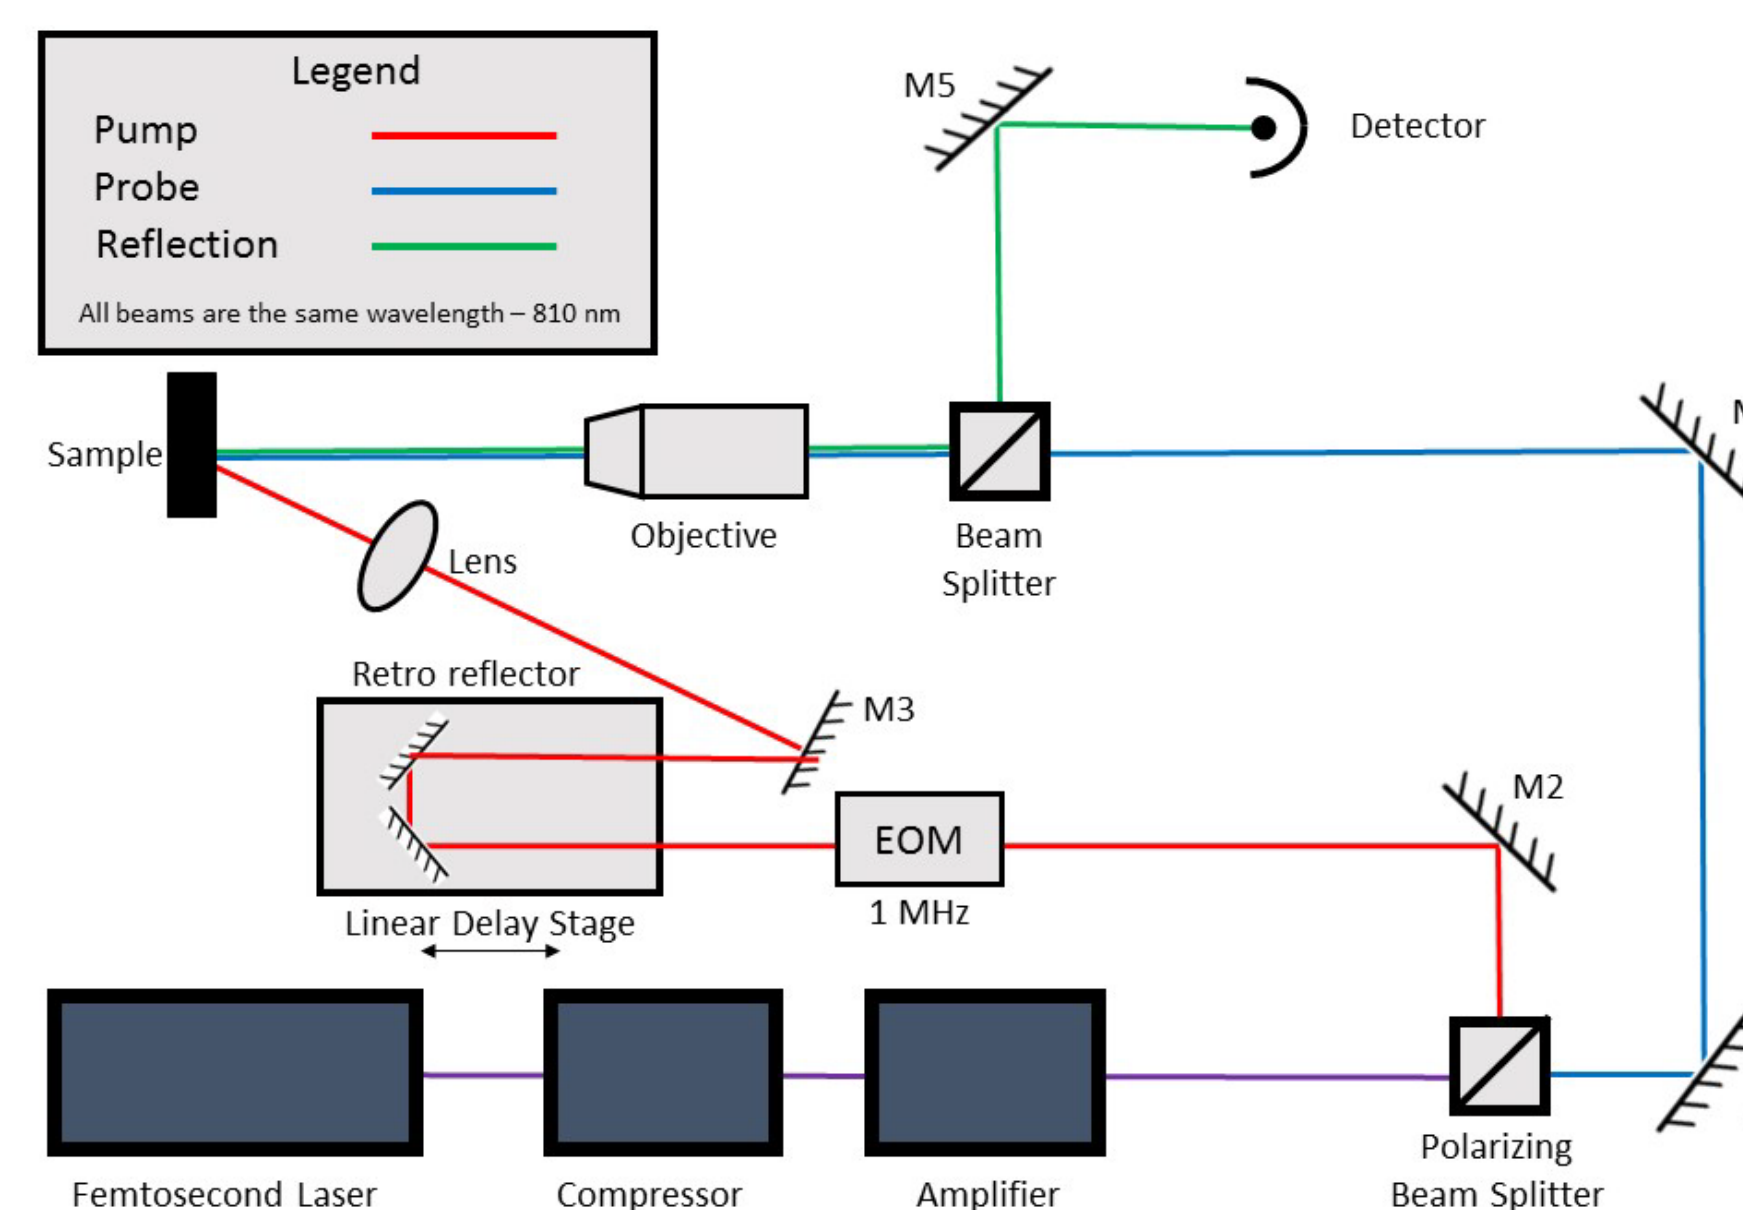 Legend
Pump
Probe
Reflection
All beams are the same wavelength – 810 nm
M5
Detector
Sample
Objective
Beam
Splitter
Lens
Retro reflector
M3
EOM
1 MHz
M2
Linear Delay Stage
Polarizing
Beam Splitter
Femtosecond Laser
Compressor
Amplifier